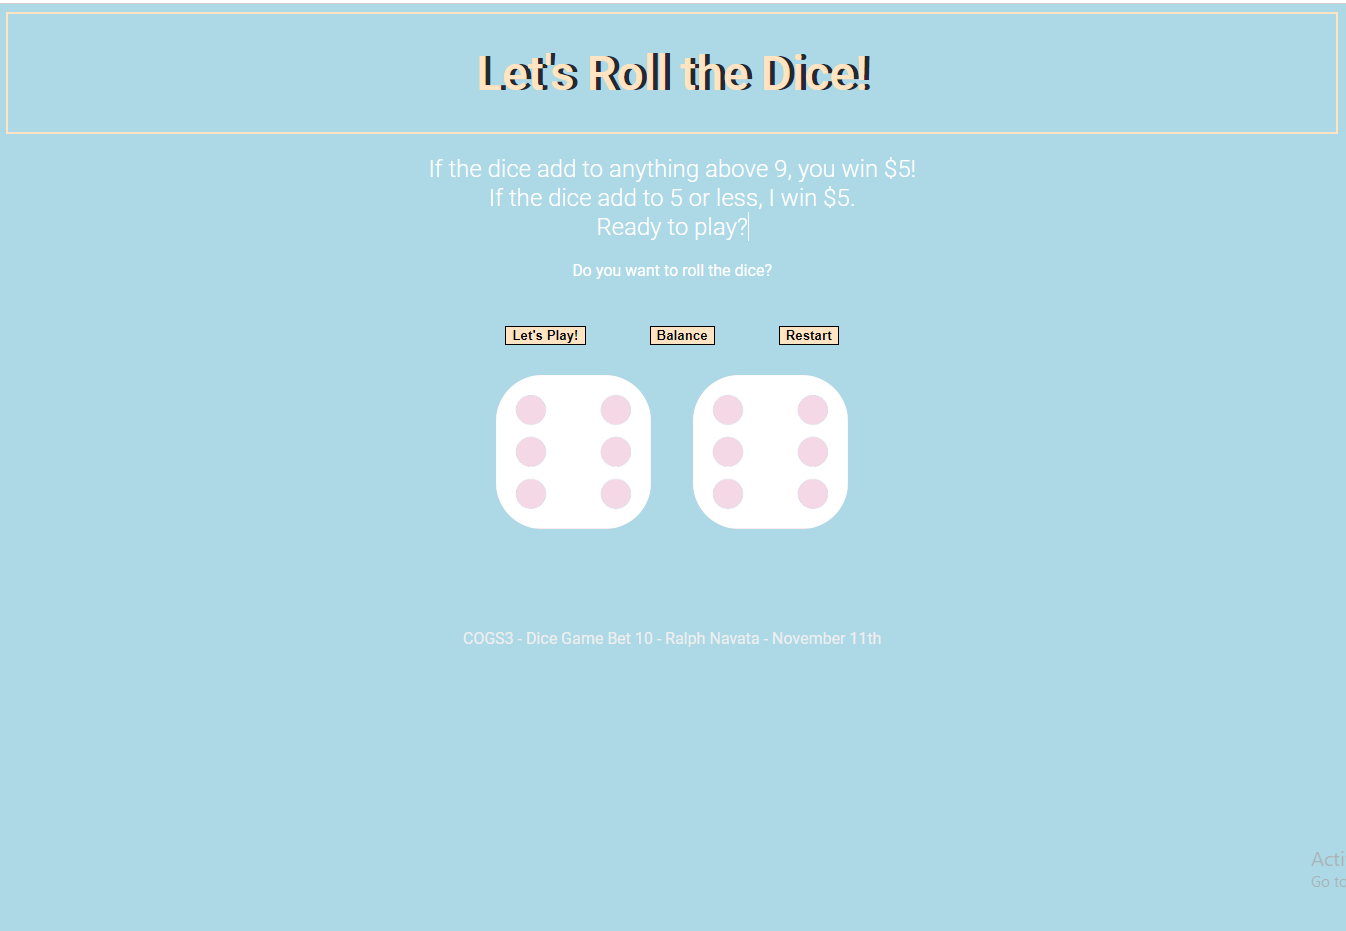 Let's Roll the Dice!
If the dice add to anything above 9, you win $5!
If the dice add to 5 or less, I win $5.
Ready to play?
Do you want to roll the dice?
Let's Play!
Balance
Restart
COGS3 - Dice Game Bet 10 - Ralph Navata - November 11th
Go to